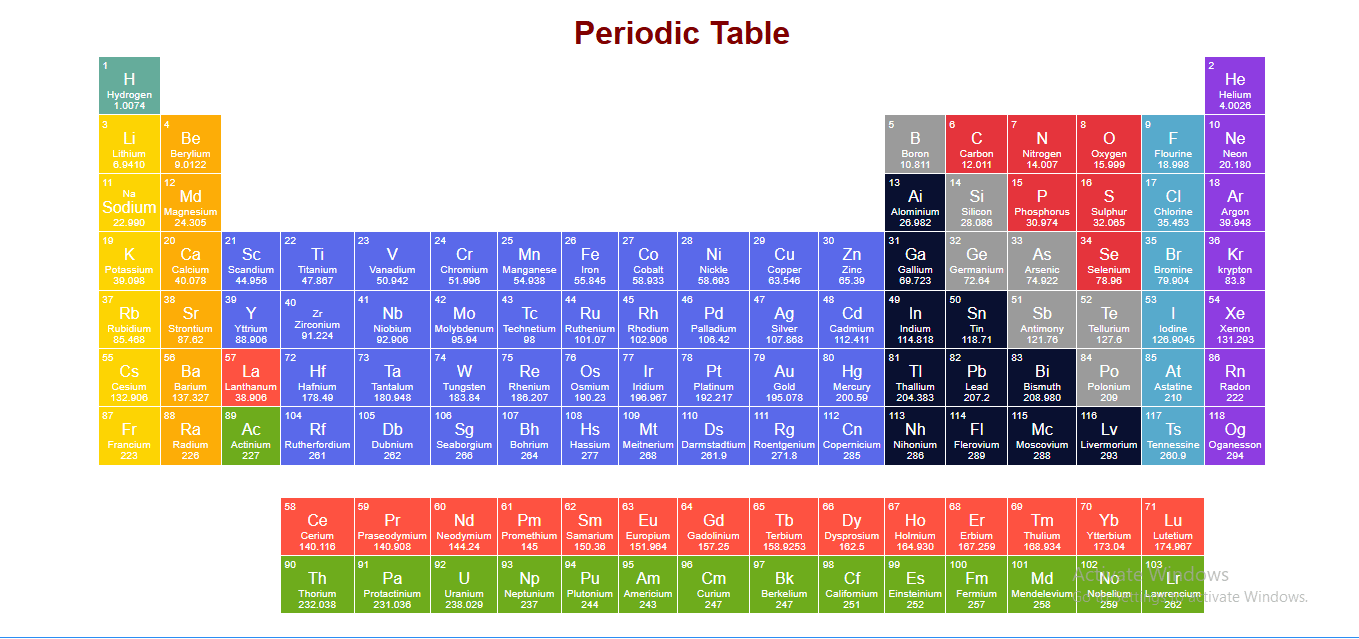 Periodic Table
1 2
H He
Hydrogen Helium
1.0074 4.0026
3 4 5 6 7 8 9 10
Li Be B C N O F Ne
Lithium Berylium Boron Carbon Nitrogen Oxygen Flourine Neon
6.9410 9.0122 10.811 12.011 14.007 15.999 18.998 20.180
11 12 13 14 15 16 17 18
Na Md Ai Si P S Cl Ar
Sodium Magnesium Alominium Silicon Phosphorus Sulphur Chlorine Argon
22.990 24.305 26.982 28.086 30.974 32.065 35.453 39.948
19 20 21 22 23 24 25 26 27 28 29 30 31 32 33 34 35 36
K Ca Sc Ti V Cr Mn Fe Co Ni Cu Zn Ga Ge As Se Br Kr
Potassium Calcium Scandium Titanium Vanadium Chromium Manganese Iron Cobalt Nickle Copper Zinc Gallium Germanium Arsenic Selenium Bromine krypton
39.098 40.078 44.956 47.867 50.942 51.996 54.938 55.845 58.933 58.693 63.546 65.39 69.723 72.64 74.922 78.96 79.904 83.8
37 38 39 40 41 42 43 44 45 46 47 48 49 50 51 52 53 54
Rb Sr Y Zr Nb Mo Tc Ru Rh Pd Ag Cd In Sn Sb Te I Xe
Rubidium Strontium Yttrium Zirconium Niobium Molybdenum Technetium Ruthenium Rhodium Palladium Silver Cadmium Indium Tin Antimony Tellurium Iodine Xenon
85.468 87.62 88.906 91.224 92.906 95.94 98 101.07 102.906 106.42 107.868 112.411 114.818 118.71 121.76 127.6 126.9045 131.293
55 56 57 72 73 74 75 76 77 78 79 80 81 82 83 84 85 86
Cs Ba La Hf Ta W Re Os Ir Pt Au Hg Tl Pb Bi Po At Rn
Cesium Barium Lanthanum Hafnium Tantalum Tungsten Rhenium Osmium Iridium Platinum Gold Mercury Thallium Lead Bismuth Polonium Astatine Radon
132.906 137.327 38.906 178.49 180.948 183.84 186.207 190.23 196.967 192.217 195.078 200.59 204.383 207.2 208.980 209 210 222
87 88 89 104 105 106 107 108 109 110 111 112 113 114 115 116 117 118
Fr Ra Ac Rf Db Sg Bh Hs Mt Ds Rg Cn Nh Fl Mc Lv Ts Og
Francium Radium Actinium Rutherfordium Dubnium Seaborgium Bohrium Hassium Meitnerium Darmstadtium Roentgenium Copernicium Nihonium Flerovium Moscovium Livermorium Tennessine Oganesson
223 226 227 261 262 266 264 277 268 261.9 271.8 285 286 289 288 293 260.9 294
58 59 60 61 62 63 64 65 66 67 68 69 70 71
Ce Pr Nd Pm Sm Eu Gd Tb Dy Ho Er Tm Yb Lu
Cerium Praseodymium Neodymium Promethium Samarium Europium Gadolinium Terbium Dysprosium Holmium Erbium Thulium Ytterbium Lutetium
140.116 140.908 144.24 145 150.36 151.964 157.25 158.9253 162.5 164.930 167.259 168.934 173.04 174.967
90 91 92 93 94 95 96 97 98 99 100 101 102 103
Th Pa U Np Pu Am Cm Bk Cf Es Fm Md No Lr
Thorium Protactinium Uranium Neptunium Plutonium Americium Curium Berkelium Califomium Einsteinium Fermium Mendelevium Nobelium Lawrencium
232.038 231.036 238.029 237 244 243 247 247 251 252 257 258 259 262
Activate Windows
Go to Settings to activate Windows.